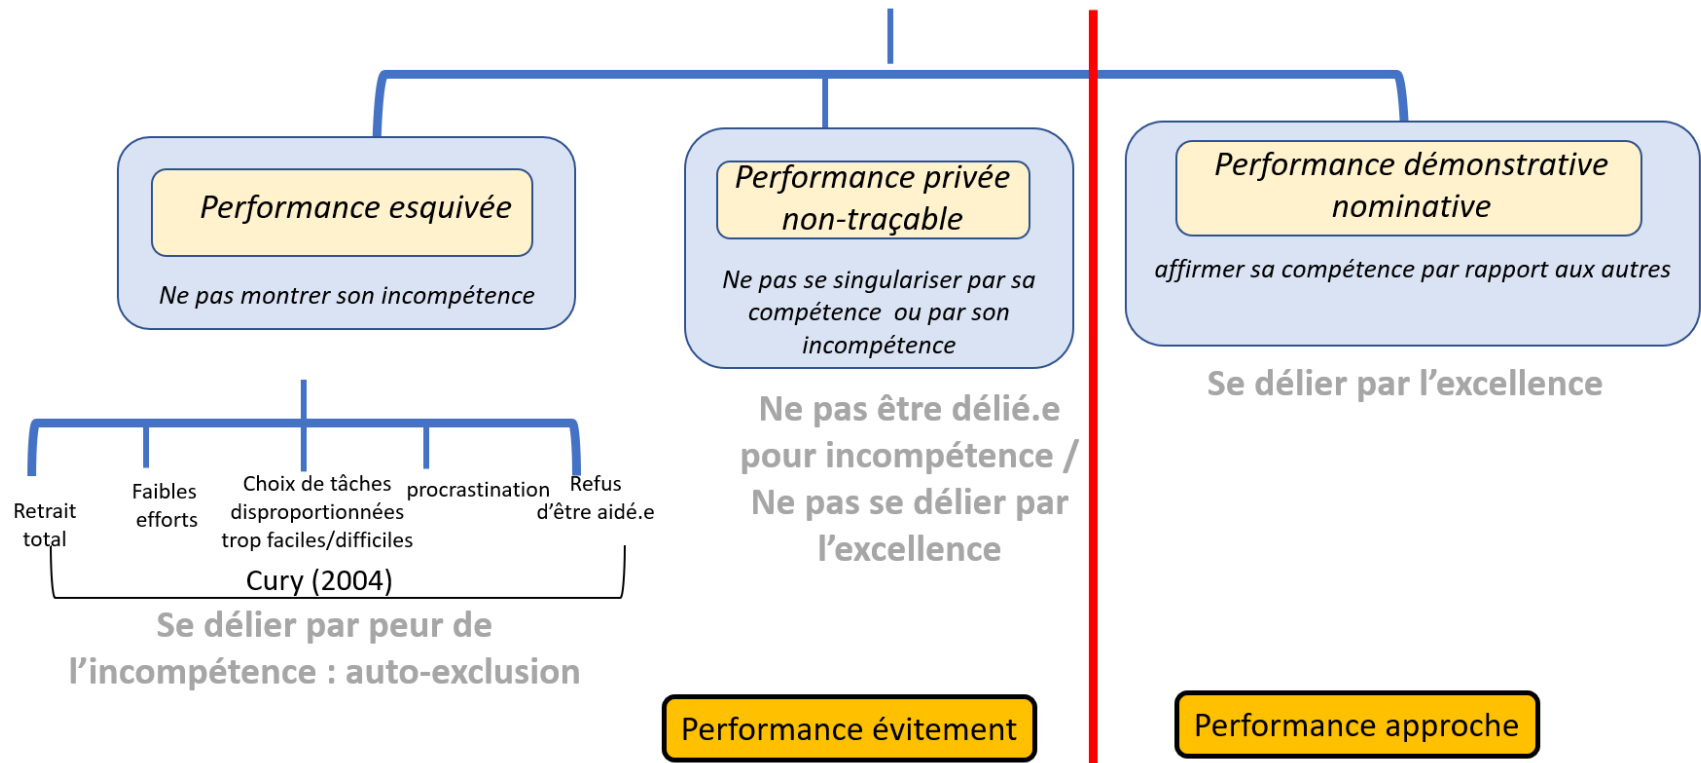 Performance esquivée
Ne pas montrer son incompétence
Performance privée
non-traçable
Ne pas se singulariser par sa
compétence ou par son
incompétence
Performance démonstrative
nominative
affirmer sa compétence par rapport aux autres
Se délier par l’excellence
Ne pas être délié.e
pour incompétence /
Ne pas se délier par
l’excellence
Retrait
total
Faibles
efforts
Choix de tâches
disproportionnées
trop faciles/difficiles
procrastination
Refus
d’être aidé.e
Cury (2004)
Se délier par peur de
l’incompétence : auto-exclusion
Performance évitement
Performance approche